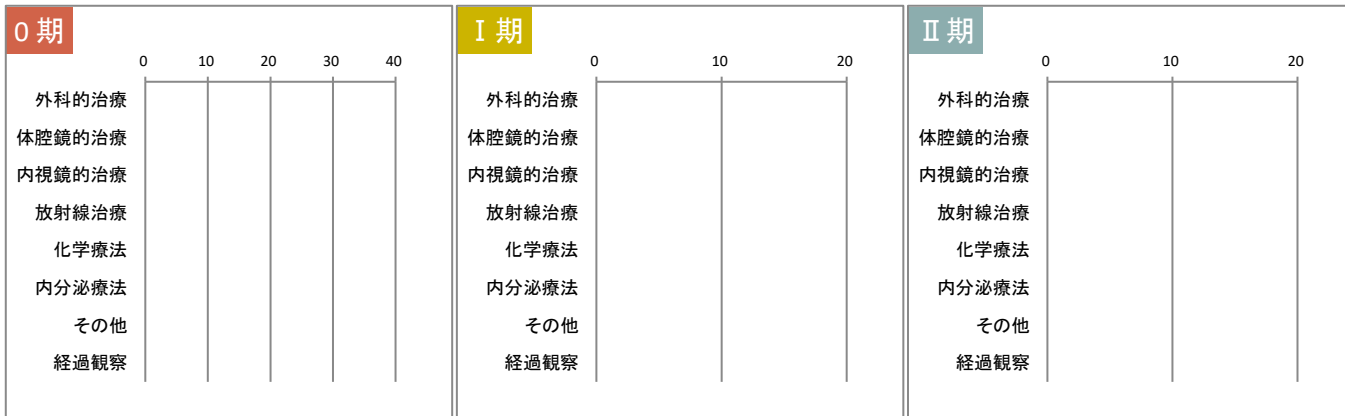 0期
0 10 20 30 40
外科的治療
体腔鏡的治療
内視鏡的治療
放射線治療
化学療法
内分泌療法
その他
経過観察
Ⅰ期
0 10 20
外科的治療
体腔鏡的治療
内視鏡的治療
放射線治療
化学療法
内分泌療法
その他
経過観察
Ⅱ期
0 10 20
外科的治療
体腔鏡的治療
内視鏡的治療
放射線治療
化学療法
内分泌療法
その他
経過観察